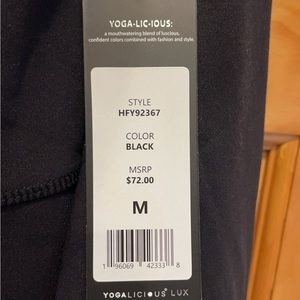 YOGA·LIC·IOUS:
a mouthwatering blend of luscious,
confident colors combined with fashion and style.
STYLE
HFY92367
COLOR
BLACK
MSRP
$72.00
M
1 96069 42333 8
YOGALICIOUS® LUX